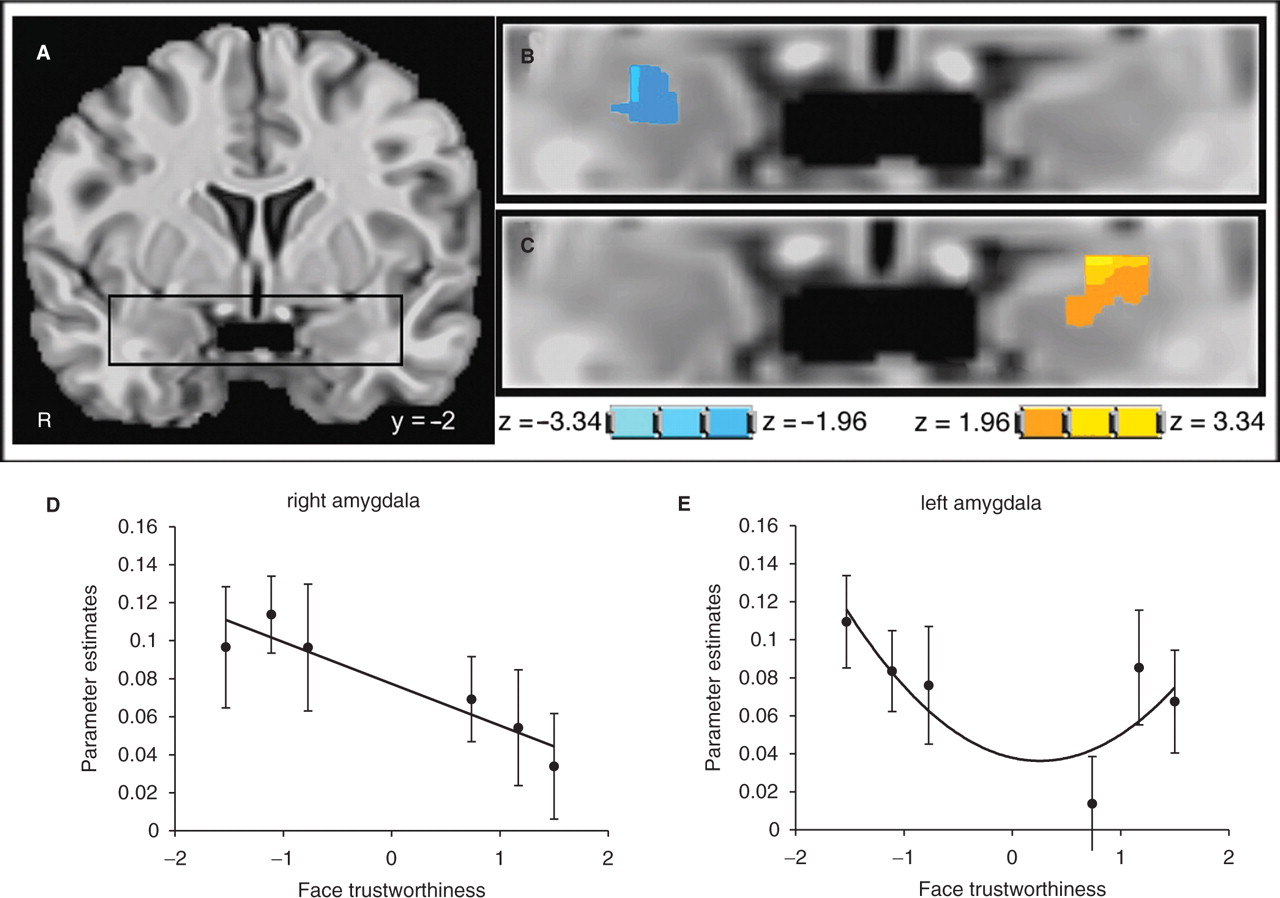 A
R
y = –2
B
C
z = –3.34 z = –1.96 z = 1.96 z = 3.34
D right amygdala
0.16
0.14
0.12
0.1
0.08
0.06
0.04
0.02
0
Parameter estimates
–2 –1 0 1 2
Face trustworthiness
E left amygdala
0.16
0.14
0.12
0.1
0.08
0.06
0.04
0.02
0
Parameter estimates
–2 –1 0 1 2
Face trustworthiness